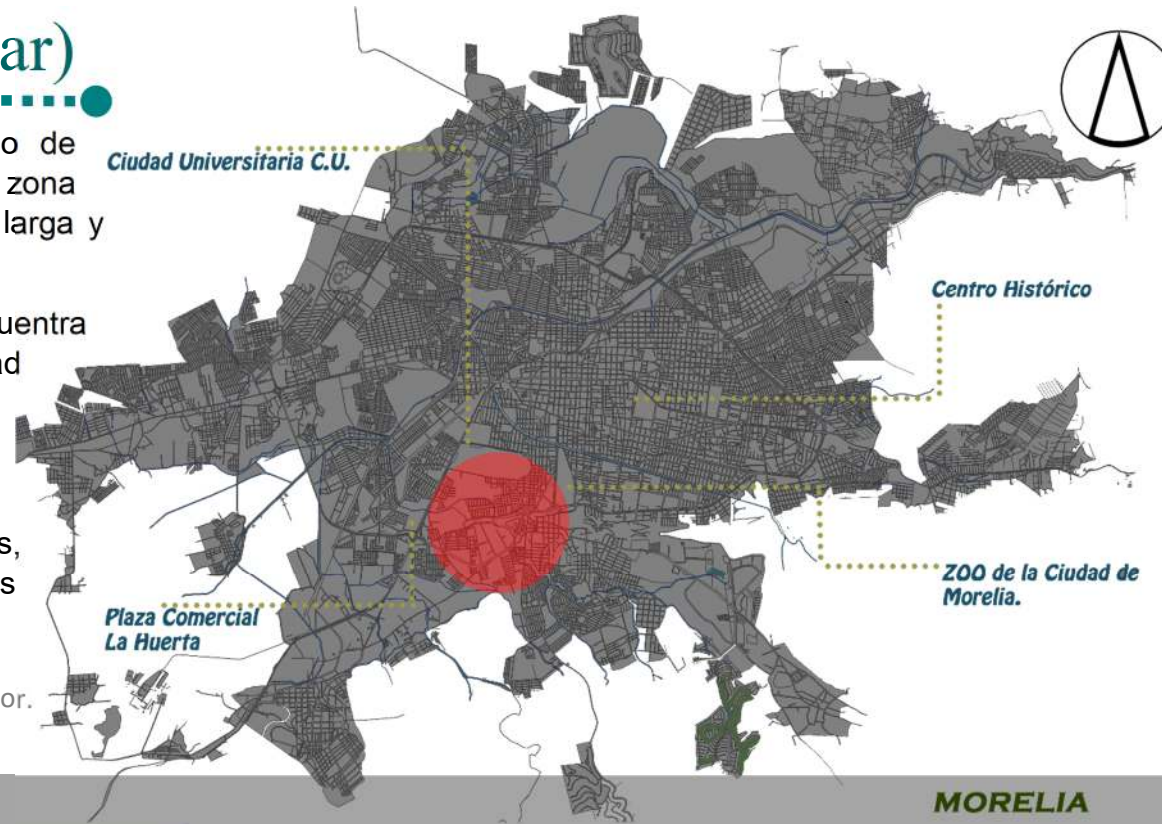 ar)
o de
zona
larga y
uentra
ad
s,
s
or.
Ciudad Universitaria C.U.
Centro Histórico
ZOO de la Ciudad de
Morelia.
Plaza Comercial
La Huerta
MORELIA